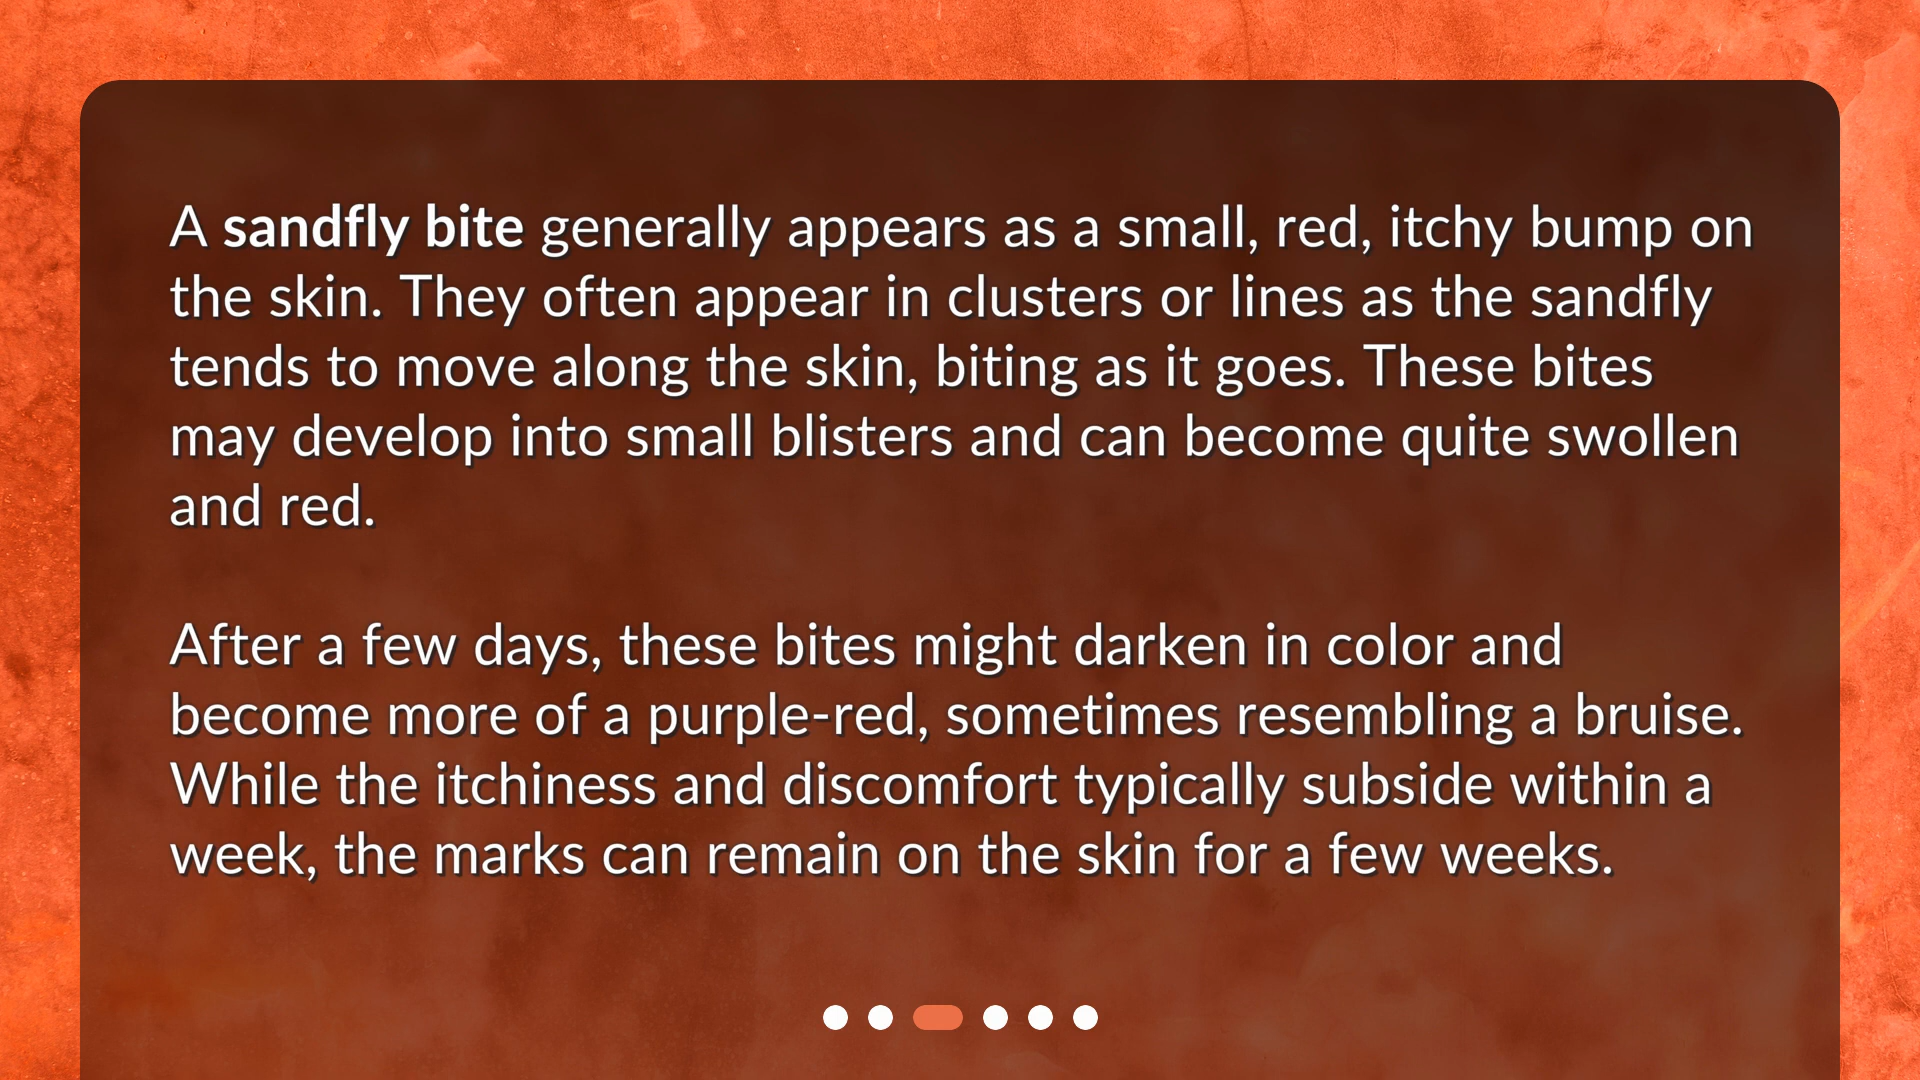 A sandfly bite generally appears as a small, red, itchy bump on
the skin. They often appear in clusters or lines as the sandfly
tends to move along the skin, biting as it goes. These bites
may develop into small blisters and can become quite swollen
and red.
After a few days, these bites might darken in color and
become more of a purple-red, sometimes resembling a bruise.
While the itchiness and discomfort typically subside within a
week, the marks can remain on the skin for a few weeks.